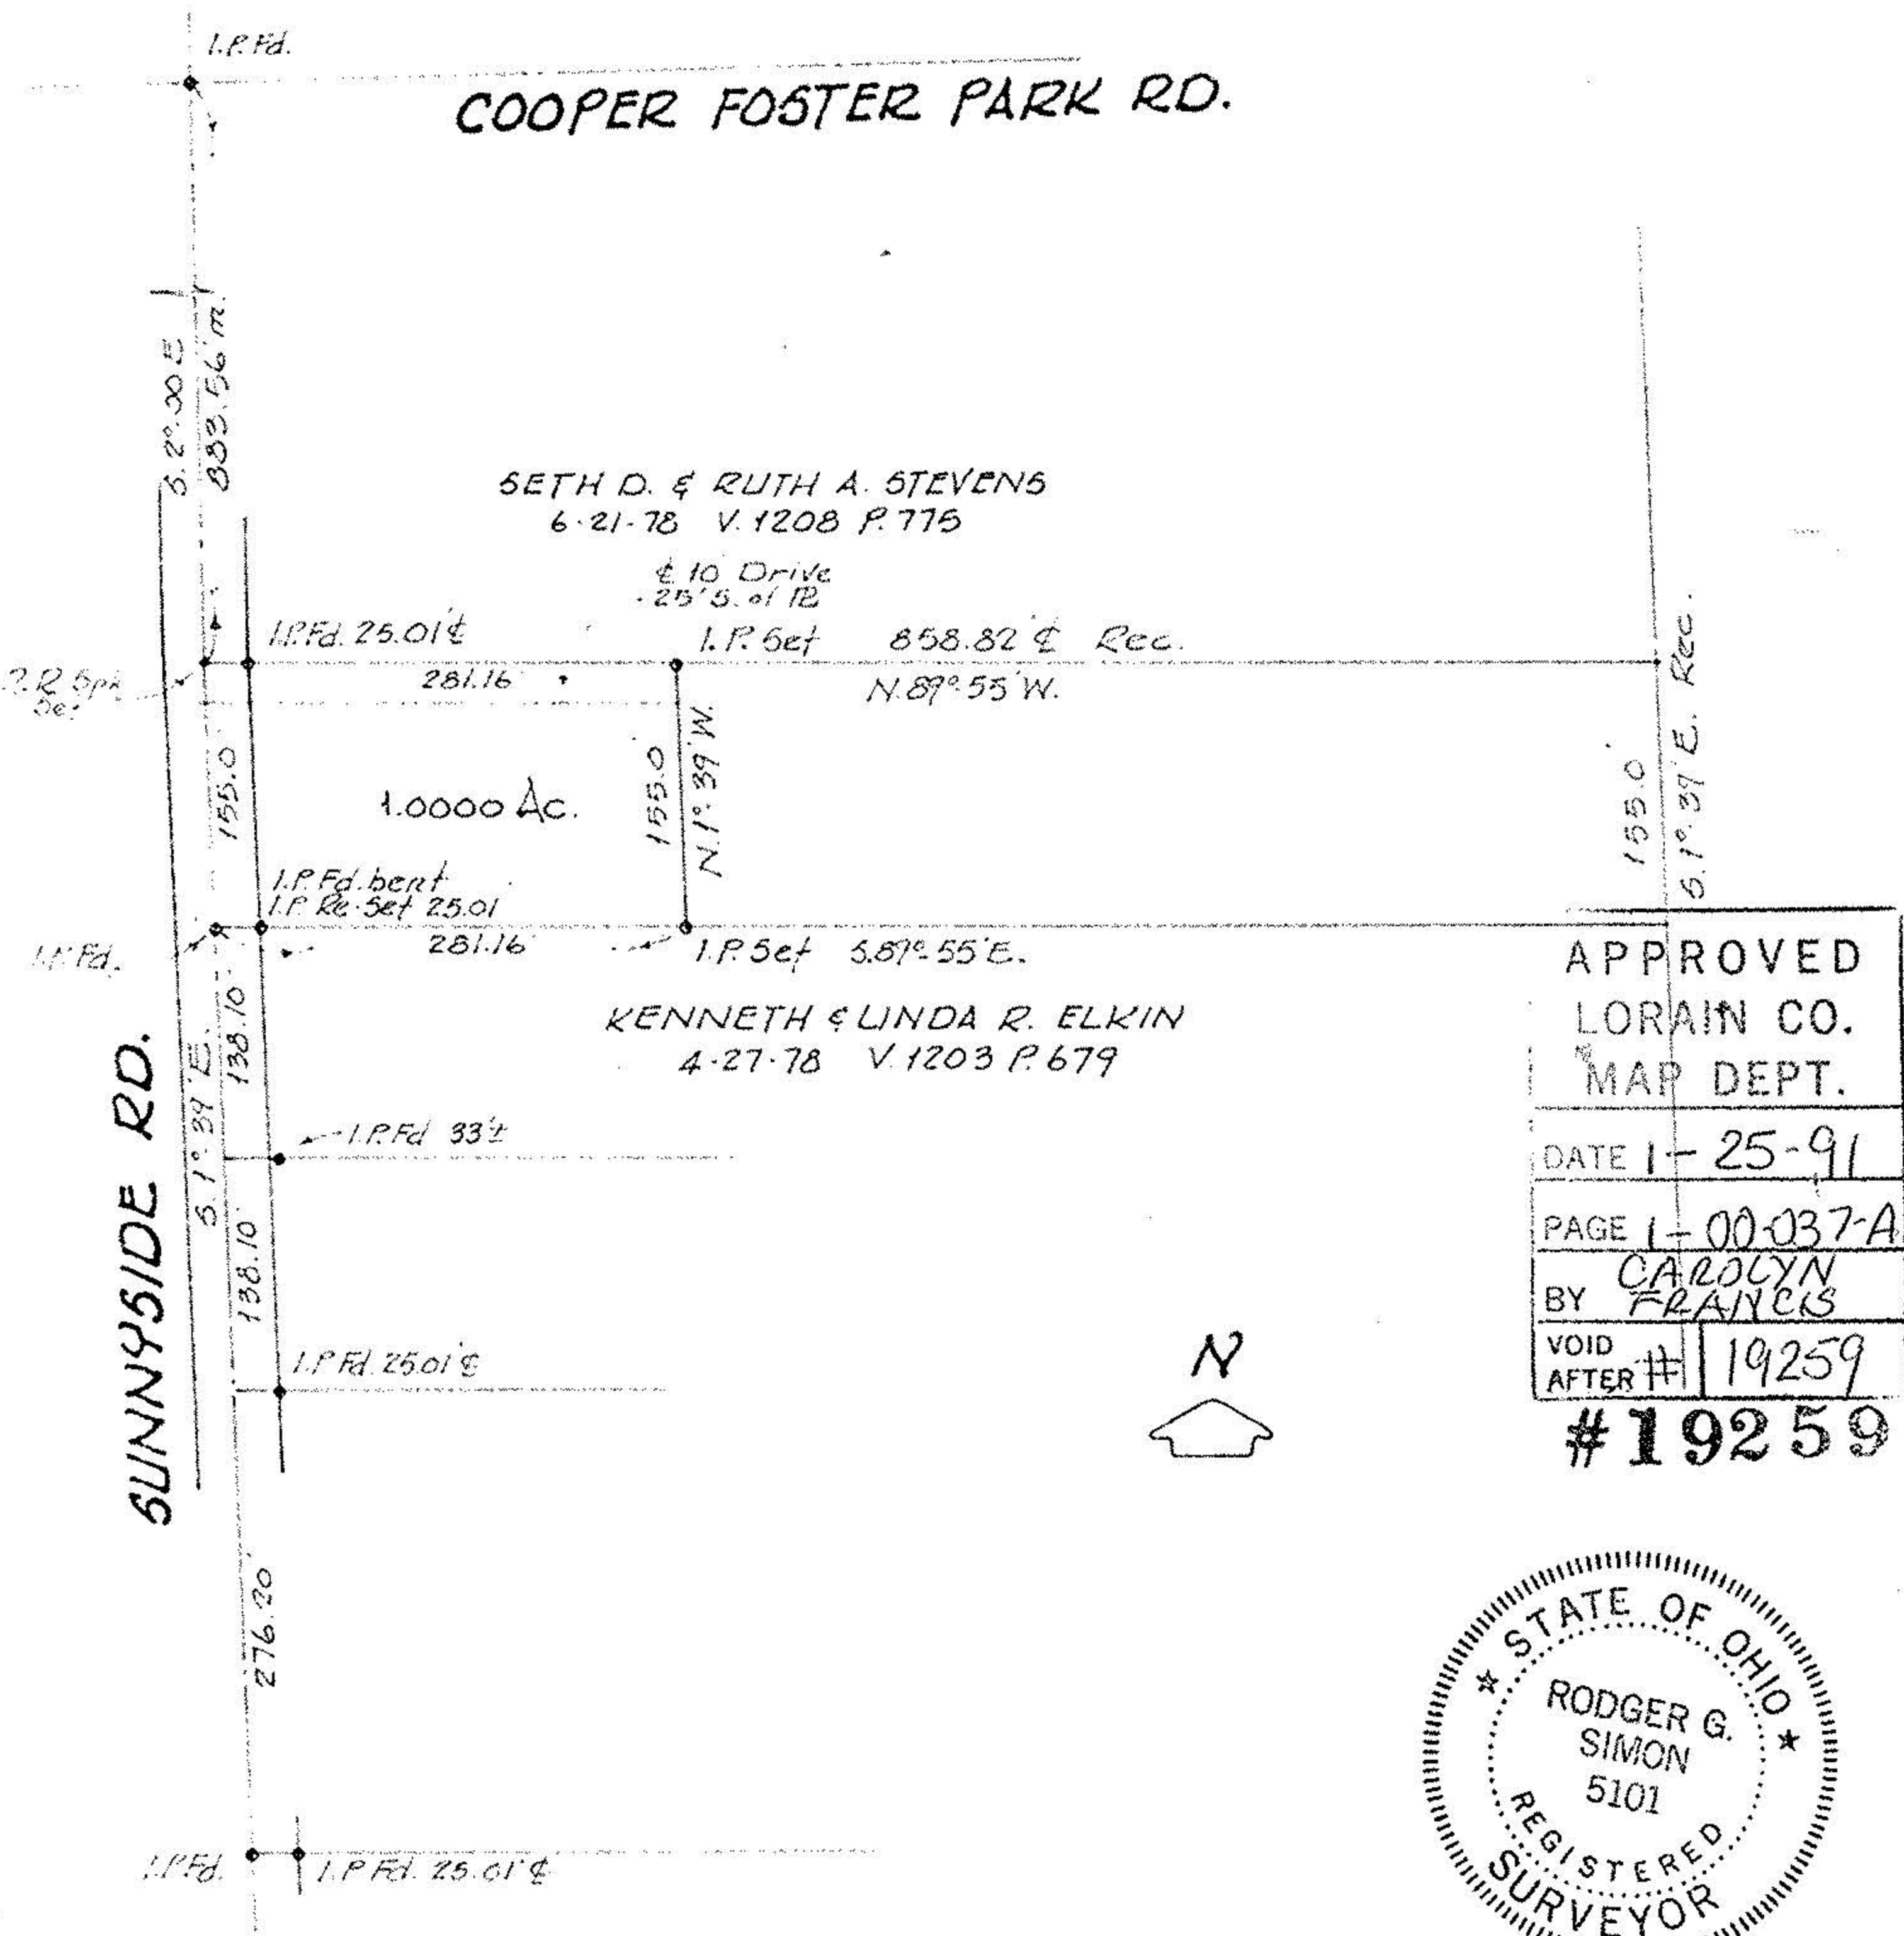 I.P. Fd.
COOPER FOSTER PARK RD.
S. 2°.00 E
883.56' m.
SETH D. & RUTH A. STEVENS
6-21-78 V. 1208 P. 775
℄ 10' Drive
25' S. of
I.P. Fd. 25.01' ℄
I.P. Set 858.82' ℄ Rec.
281.16'
N. 89° 55' W.
Spk
Set
155.0'
1.0000 Ac.
155.0'
N. 1° 39' W.
155.0'
S. 1° 39' E. Rec.
I.P. Fd. bent
I.P. Re-Set 25.01
I.P. Fd.
281.16'
I.P. Set S. 89° 55' E.
KENNETH & LINDA R. ELKIN
4-27-78 V. 1203 P. 679
SUNNYSIDE RD.
S. 1° 39' E.
138.10'
I.P. Fd 33' ℄
138.10'
I.P. Fd. 25.01' ℄
276.20'
I.P. Fd.
I.P. Fd. 25.01' ℄
N
APPROVED
LORAIN CO.
MAP DEPT.
DATE 1-25-91
PAGE 1-00-037-A
BY CAROLYN
FRANCIS
VOID
AFTER # 19259
#19259
STATE OF OHIO
RODGER G.
SIMON
5101
REGISTERED
SURVEYOR